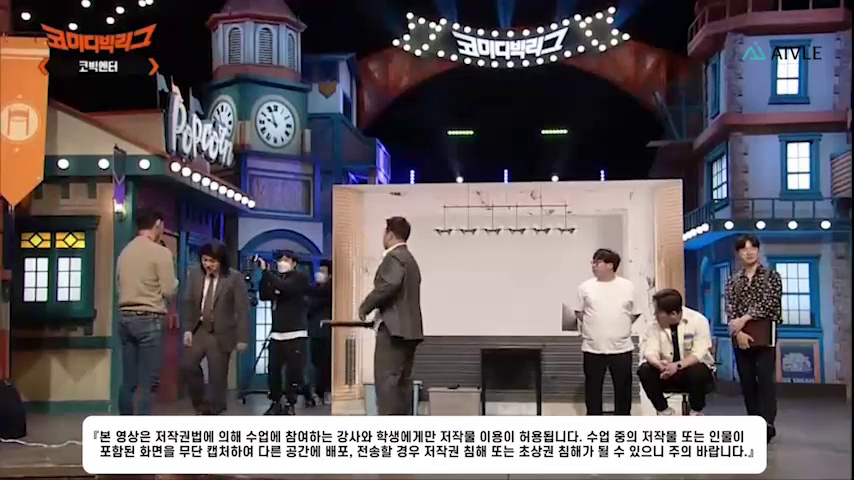 코미디빅리그
코빅엔터
코미디빅리그
AIVLE
POPCORN
『본 영상은 저작권법에 의해 수업에 참여하는 강사와 학생에게만 저작물 이용이 허용됩니다. 수업 중의 저작물 또는 인물이
포함된 화면을 무단 캡처하여 다른 공간에 배포, 전송할 경우 저작권 침해 또는 초상권 침해가 될 수 있으니 주의 바랍니다.』